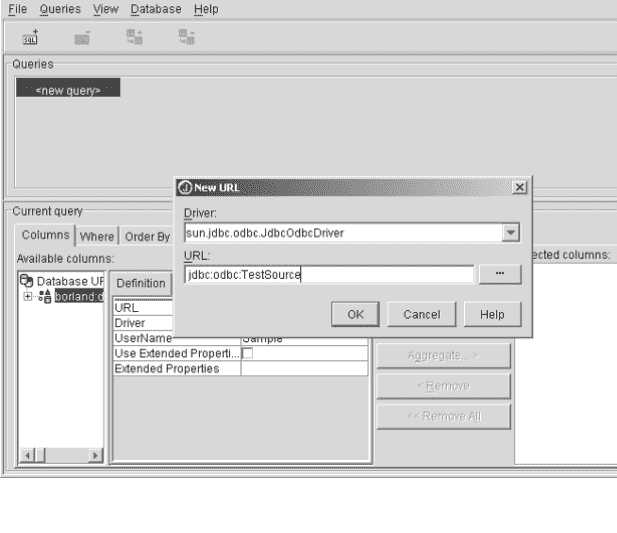 File Queries View Database Help
SQL
Queries
<new query>
New URL
Driver:
sun.jdbc.odbc.JdbcOdbcDriver
URL:
jdbc:odbc:TestSource
...
OK Cancel Help
Current query
Columns Where Order By
Available columns:
ected columns:
Database UR
borland:d
Definition
URL
Driver
UserName Sample
Use Extended Properti...
Extended Properties
Aggregate... >
< Remove
<< Remove All